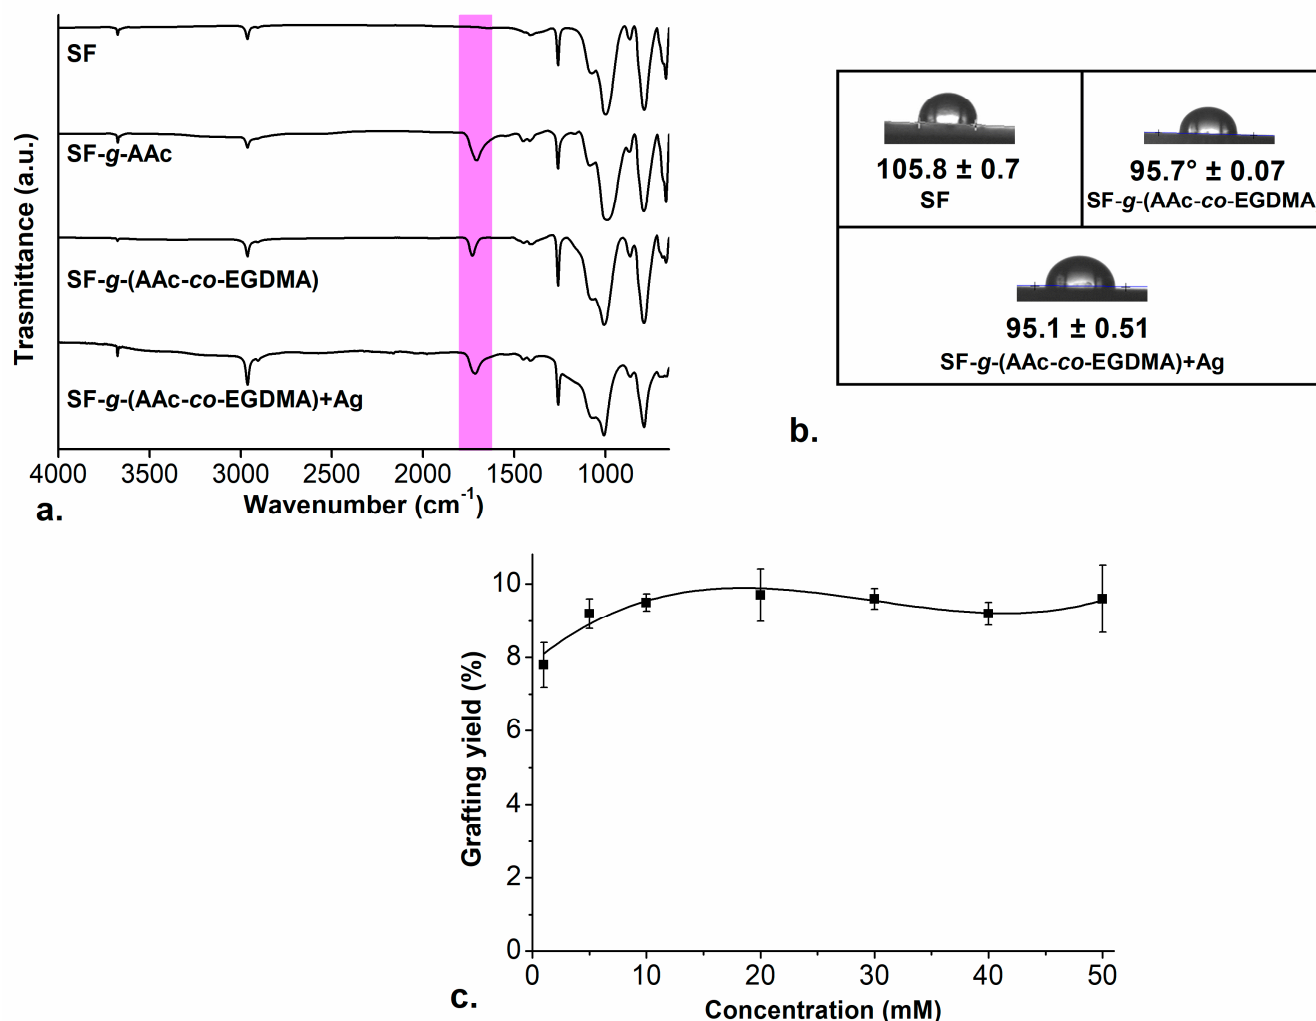 SF
SF-g-AAc
SF-g-(AAc-co-EGDMA)
SF-g-(AAc-co-EGDMA)+Ag
Trasmittance (a.u.)
4000 3500 3000 2500 2000 1500 1000
Wavenumber (cm-1)
a.
105.8 ± 0.7
SF
95.7° ± 0.07
SF-g-(AAc-co-EGDMA
95.1 ± 0.51
SF-g-(AAc-co-EGDMA)+Ag
b.
10
8
6
4
2
0
Grafting yield (%)
0 10 20 30 40 50
Concentration (mM)
c.